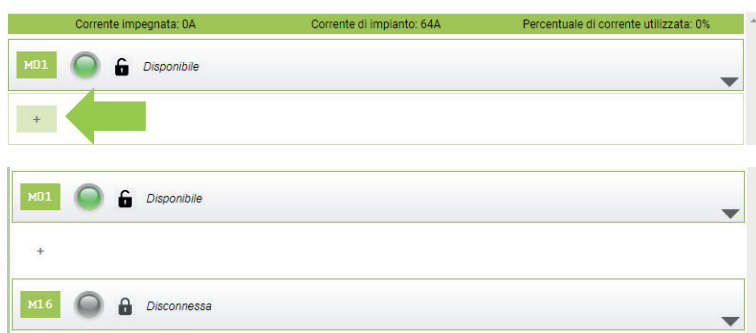 Corrente impegnata: 0A Corrente di impianto: 64A Percentuale di corrente utilizzata: 0%
M01 Disponibile
+
M01 Disponibile
+
M16 Disconnessa